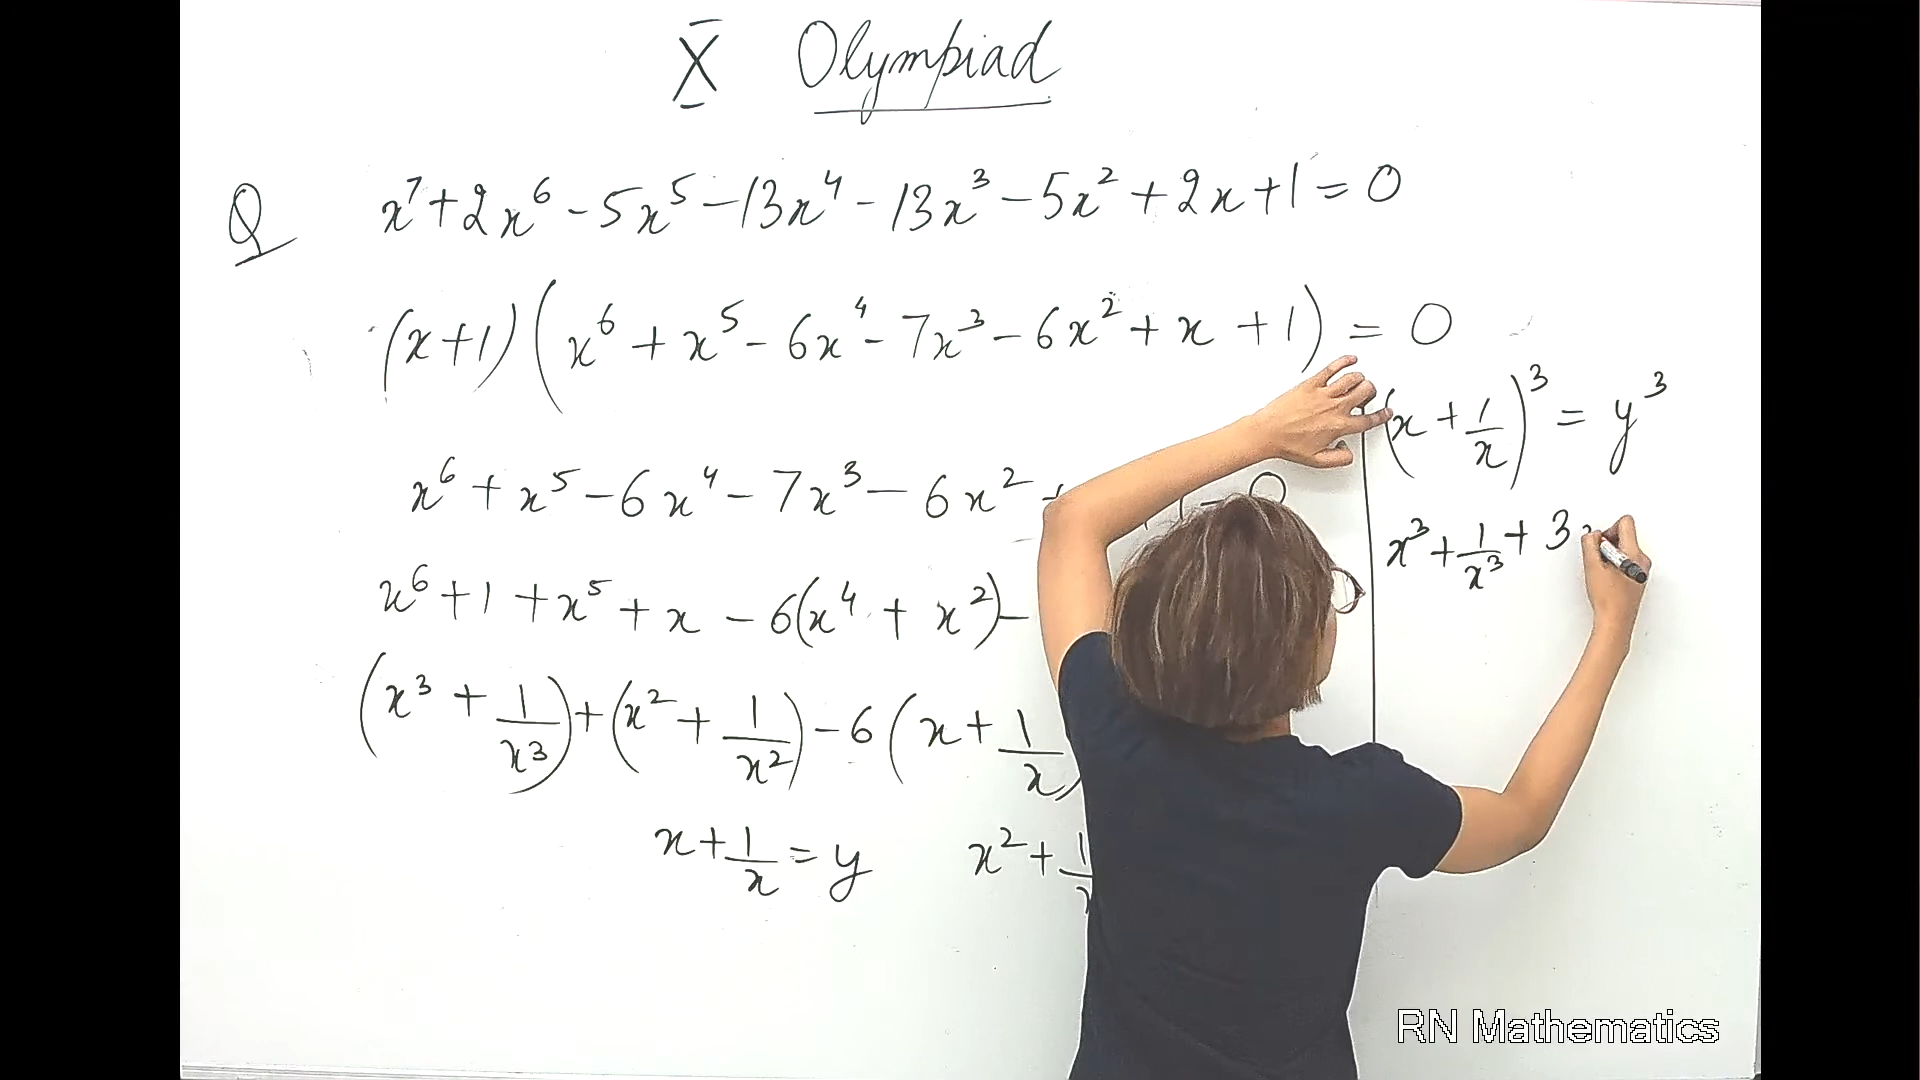 X Olympiad
Q x⁷ + 2x⁶ - 5x⁵ - 13x⁴ - 13x³ - 5x² + 2x + 1 = 0
(x+1)(x⁶ + x⁵ - 6x⁴ - 7x³ - 6x² + x + 1) = 0
x⁶ + x⁵ - 6x⁴ - 7x³ - 6x²
x⁶ + 1 + x⁵ + x - 6(x⁴ + x²) -
(x³ + 1/x³) + (x² + 1/x²) - 6(x + 1/x)
x + 1/x = y x² + 1/
(x + 1/x)³ = y³
x³ + 1/x³ + 3
RN Mathematics